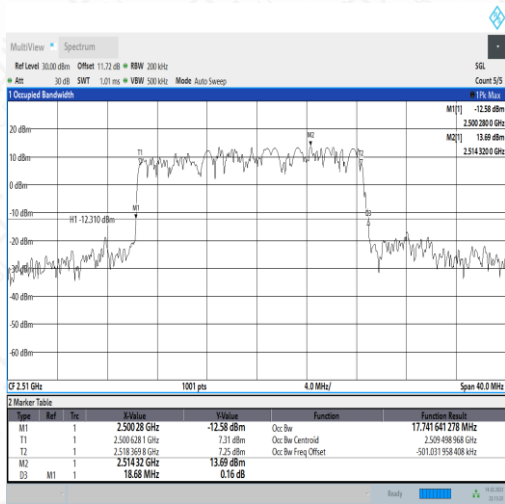 MultiView Spectrum
Ref Level 30.00 dBm Offset 11.72 dB RBW 200 kHz SGL
Att 30 dB SWT 1.01 ms VBW 500 kHz Mode Auto Sweep Count 5/5
1 Occupied Bandwidth 1Pk Max
M1[1] -12.58 dBm
2.500 280 0 GHz
M2[1] 13.69 dBm
2.514 320 0 GHz
20 dBm
M2
T1
T2
10 dBm
0 dBm
M1
-10 dBm
D3
H1 -12.310 dBm
-20 dBm
-30 dBm
-40 dBm
-50 dBm
-60 dBm
CF 2.51 GHz 1001 pts 4.0 MHz/ Span 40.0 MHz
2 Marker Table
Type Ref Trc X-Value Y-Value Function Function Result
M1 1 2.500 28 GHz -12.58 dBm Occ Bw 17.741 641 278 MHz
T1 1 2.500 628 1 GHz 7.31 dBm Occ Bw Centroid 2.509 498 968 GHz
T2 1 2.518 369 8 GHz 7.25 dBm Occ Bw Freq Offset -501.031 958 408 kHz
M2 1 2.514 32 GHz 13.69 dBm
D3 M1 1 18.68 MHz 0.16 dB
Ready